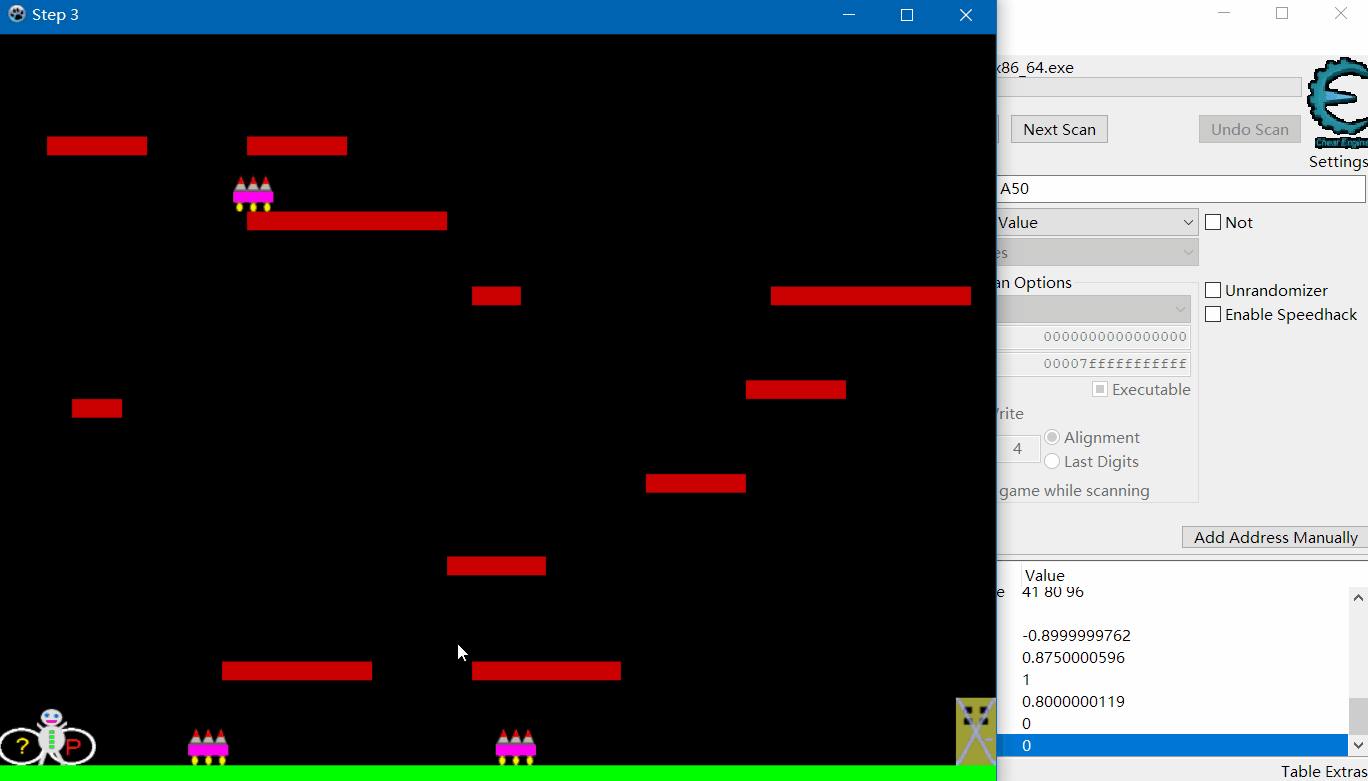 Step 3
x86_64.exe
Next Scan
Undo Scan
Cheat Engine
Settings
A50
Value
Not
es
an Options
Unrandomizer
Enable Speedhack
0000000000000000
00007fffffffffff
Executable
rite
4
Alignment
Last Digits
game while scanning
Add Address Manually
Value
e 41 80 96
-0.8999999762
0.8750000596
1
0.8000000119
0
0
? P
Table Extras